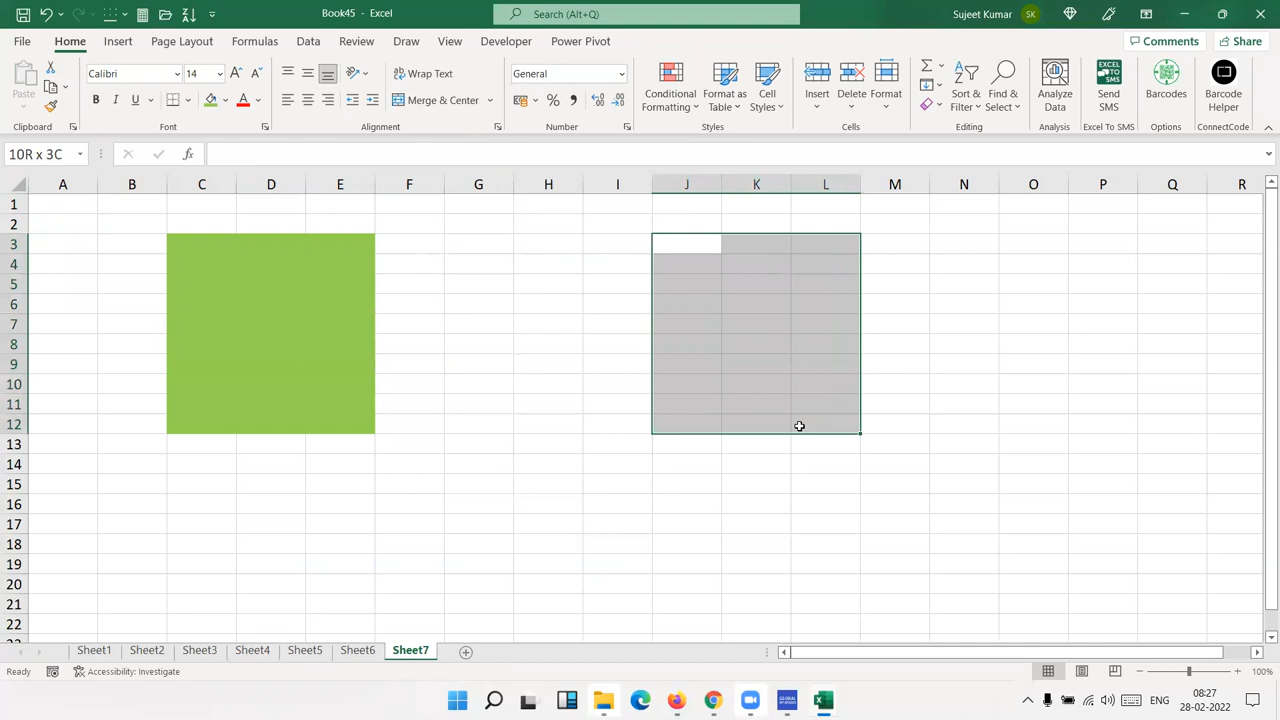 Book45 - Excel
Search (Alt+Q)
Sujeet Kumar
SK
File Home Insert Page Layout Formulas Data Review View Draw Developer Power Pivot
Comments
Share
Paste
Calibri
14
Wrap Text
General
Merge & Center
Conditional Formatting
Format as Table
Cell Styles
Insert
Delete
Format
Sort & Filter
Find & Select
Analyze Data
Send SMS
Barcodes
Barcode Helper
Clipboard
Font
Alignment
Number
Styles
Cells
Editing
Analysis
Excel To SMS
Options
ConnectCode
10R x 3C
fx
A B C D E F G H I J K L M N O P Q R
1
2
3
4
5
6
7
8
9
10
11
12
13
14
15
16
17
18
19
20
21
22
Sheet1 Sheet2 Sheet3 Sheet4 Sheet5 Sheet6 Sheet7
Ready
Accessibility: Investigate
100%
ENG
08:27
28-02-2022